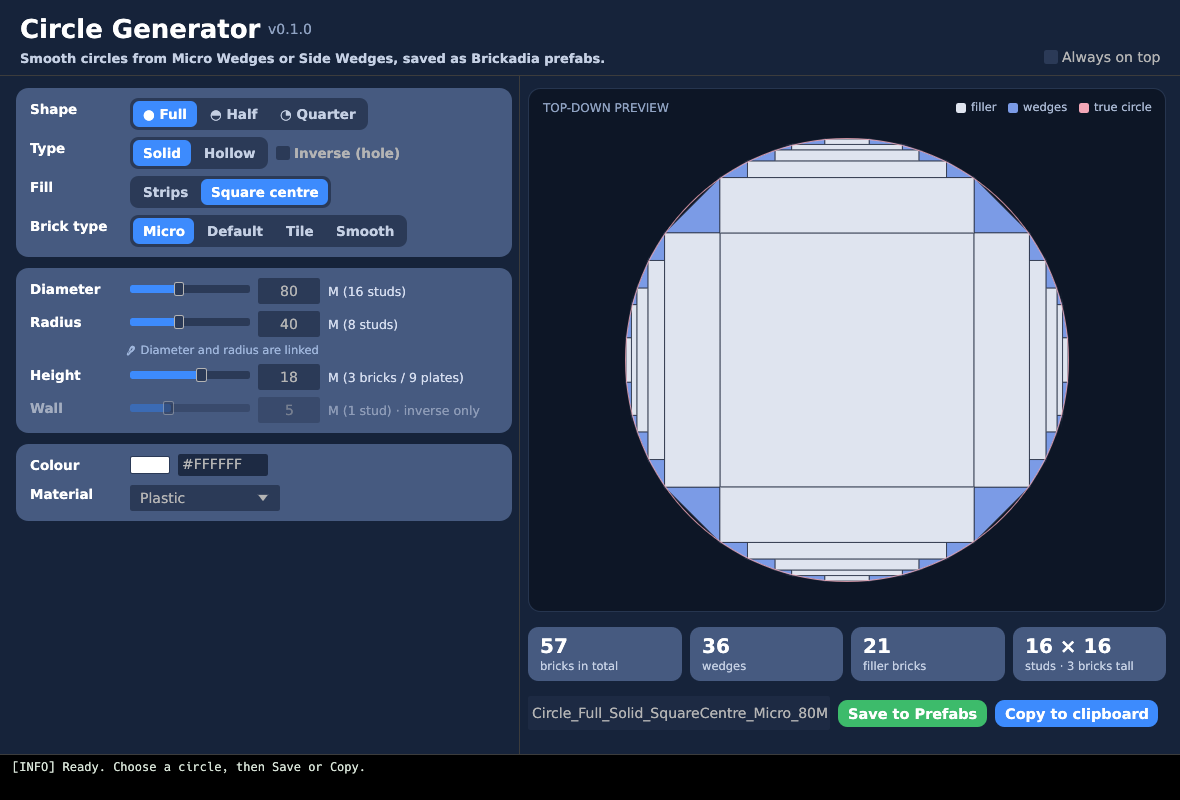 Circle Generator v0.1.0
Smooth circles from Micro Wedges or Side Wedges, saved as Brickadia prefabs.
Always on top
Shape
Full
Half
Quarter
Type
Solid
Hollow
Inverse (hole)
Fill
Strips
Square centre
Brick type
Micro
Default
Tile
Smooth
Diameter
80
M (16 studs)
Radius
40
M (8 studs)
Diameter and radius are linked
Height
18
M (3 bricks / 9 plates)
Wall
5
M (1 stud) · inverse only
Colour
#FFFFFF
Material
Plastic
TOP-DOWN PREVIEW
filler
wedges
true circle
57
bricks in total
36
wedges
21
filler bricks
16 × 16
studs · 3 bricks tall
Circle_Full_Solid_SquareCentre_Micro_80M
Save to Prefabs
Copy to clipboard
[INFO] Ready. Choose a circle, then Save or Copy.